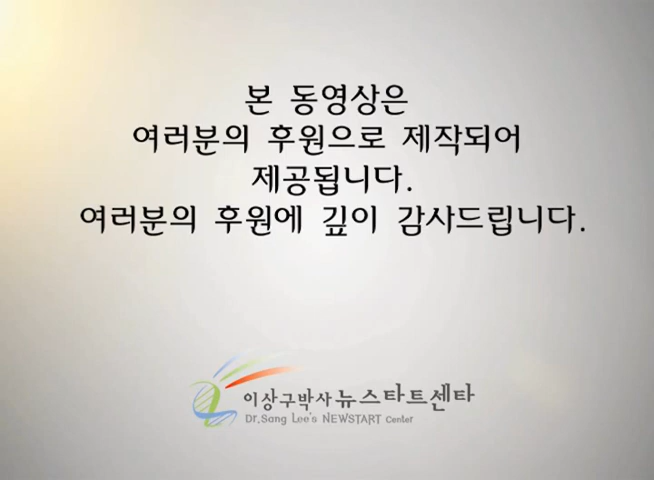 본 동영상은
여러분의 후원으로 제작되어
제공됩니다.
여러분의 후원에 깊이 감사드립니다.
이상구박사 뉴스타트센타
Dr.Sang Lee's NEWSTART Center